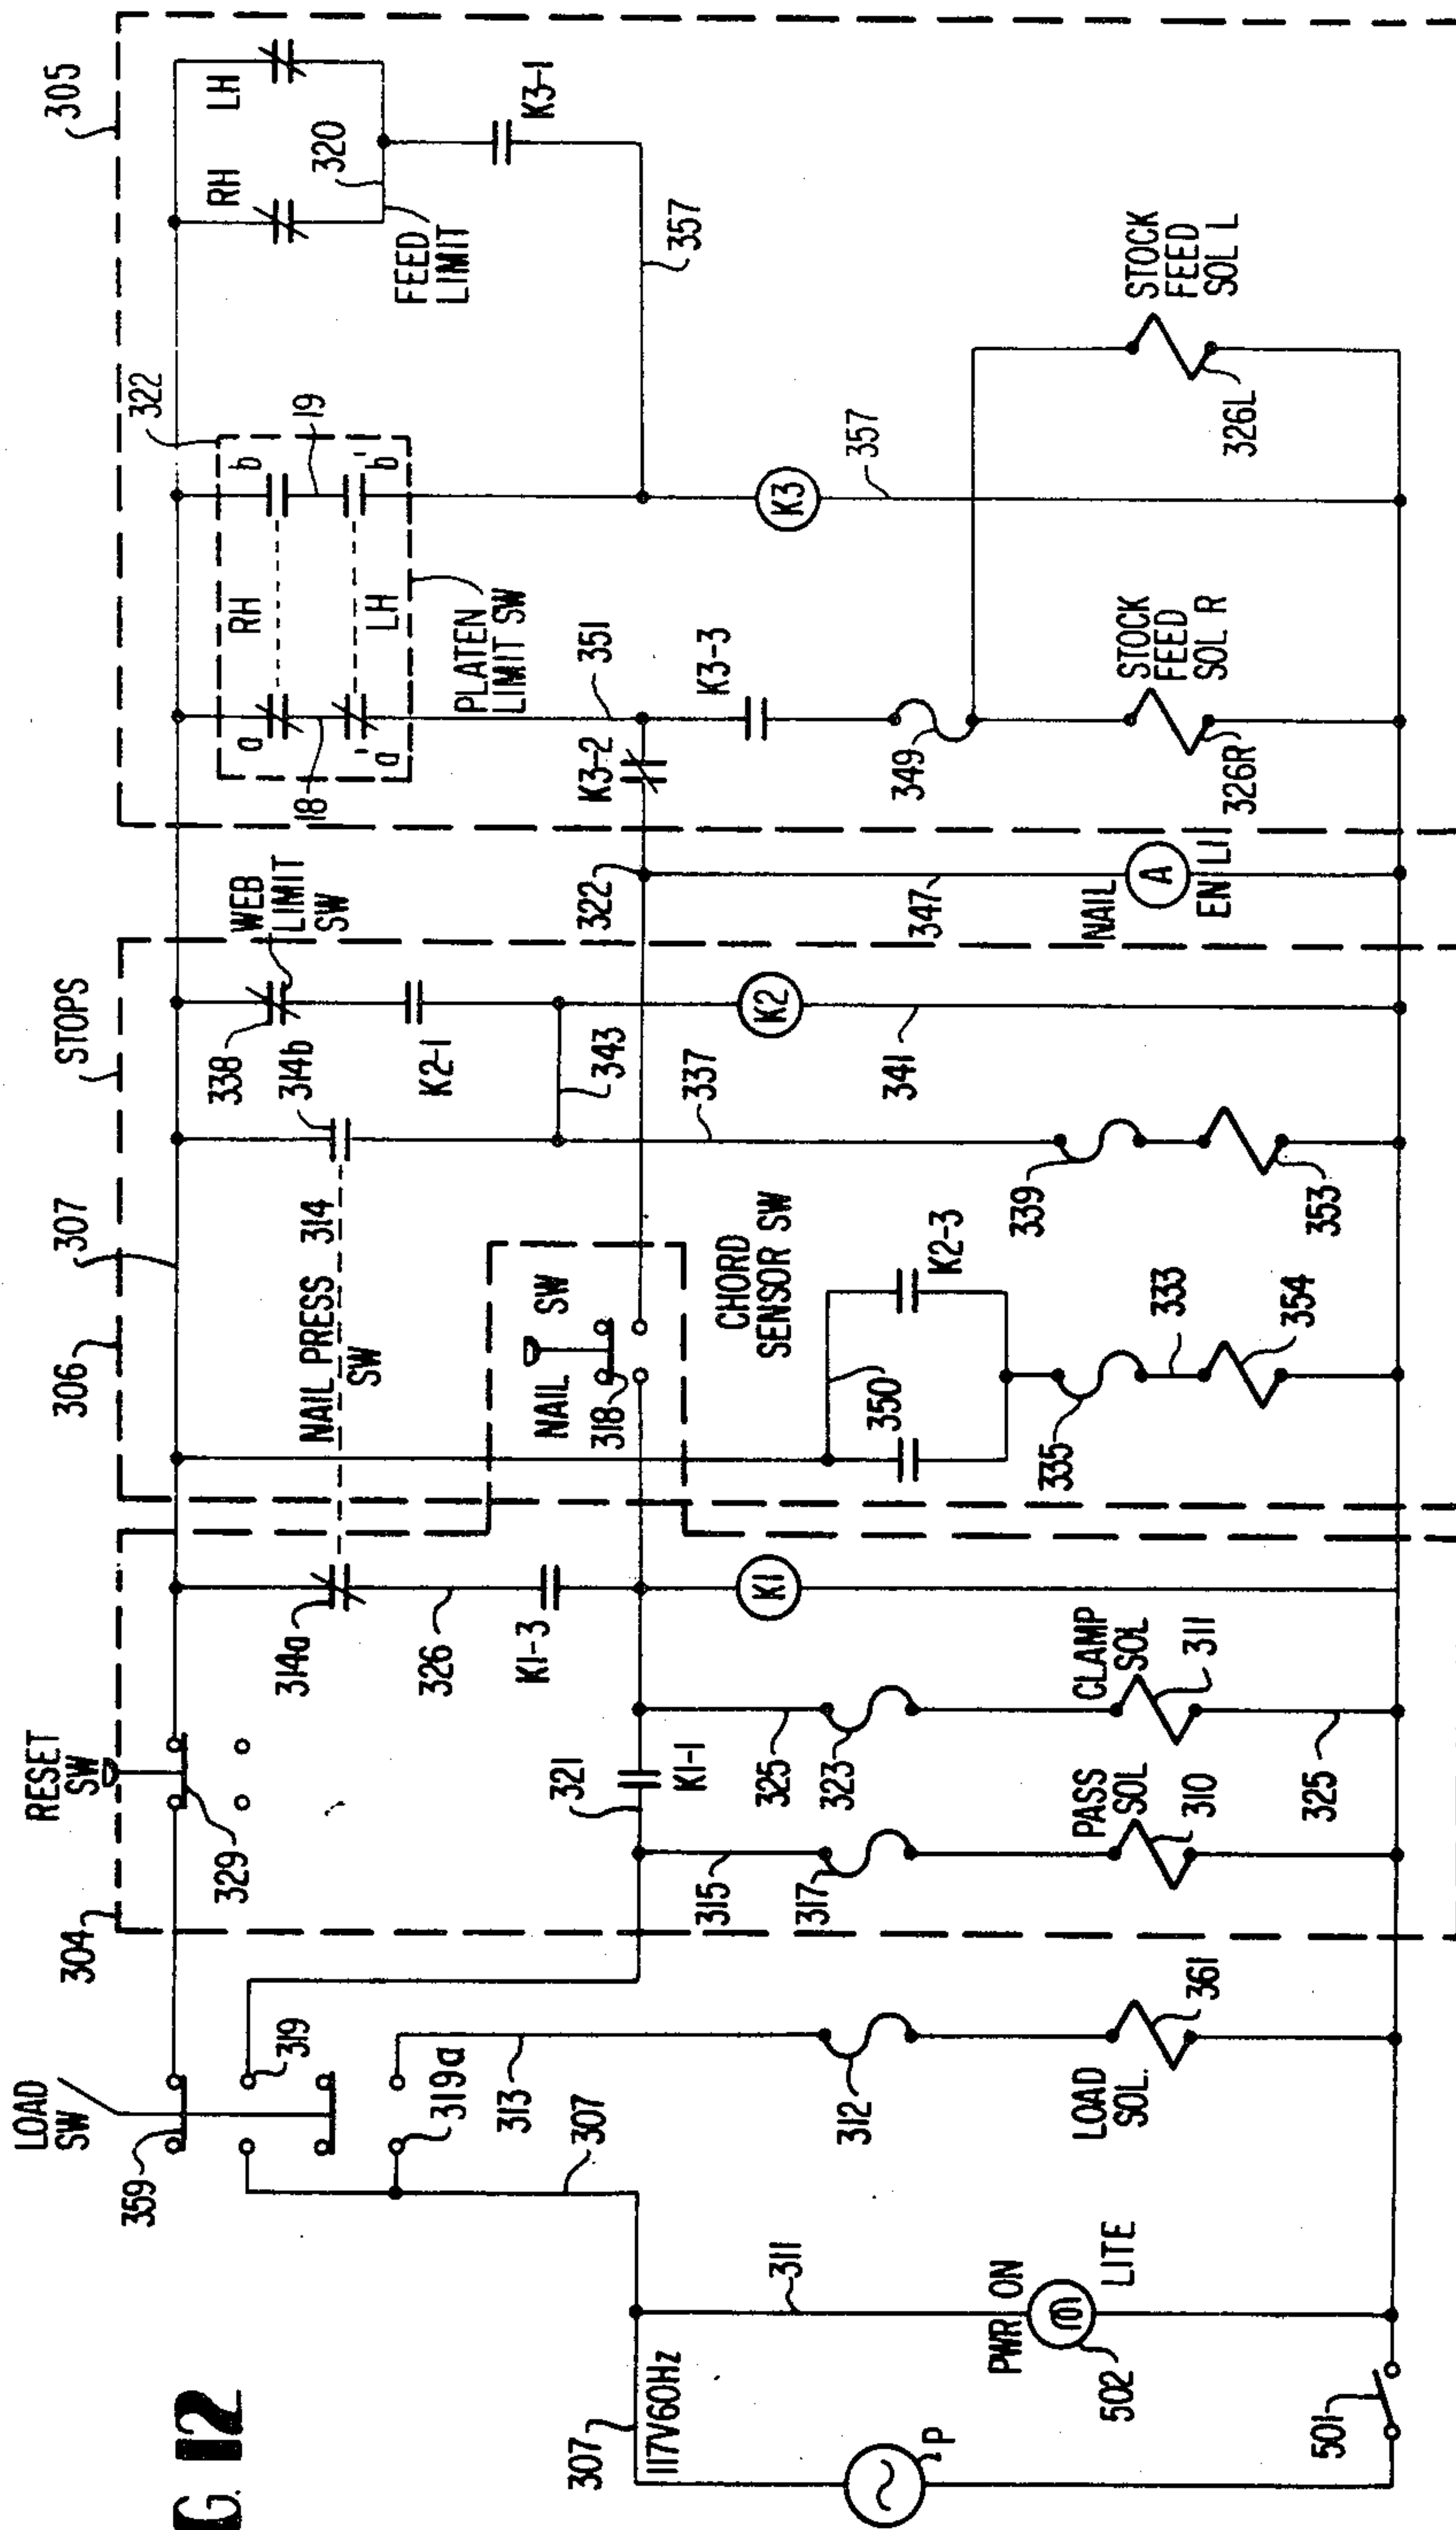 G. 12
307
117V60Hz
P
501
PWR ON
LITE
502
311
307
LOAD
SW
359
319
319a
313
312
LOAD
SOL.
361
304
RESET
SW
329
321
K1-1
315
317
PASS
SOL
310
325
323
CLAMP
SOL
311
325
314a
326
K1-3
K1
306
307
STOPS
NAIL PRESS 314
SW
NAIL SW
318
CHORD
SENSOR SW
350
K2-3
335
333
354
338
314b
WEB
LIMIT
SW
K2-1
343
337
339
353
K2
341
322
347
NAIL
A
EN LI
305
322
RH
LH
a
b
a'
b'
18
19
PLATEN
LIMIT SW
351
K3-2
K3-3
349
STOCK
FEED
SOL R
326R
RH
LH
320
FEED
LIMIT
K3-1
357
K3
357
STOCK
FEED
SOL L
326L